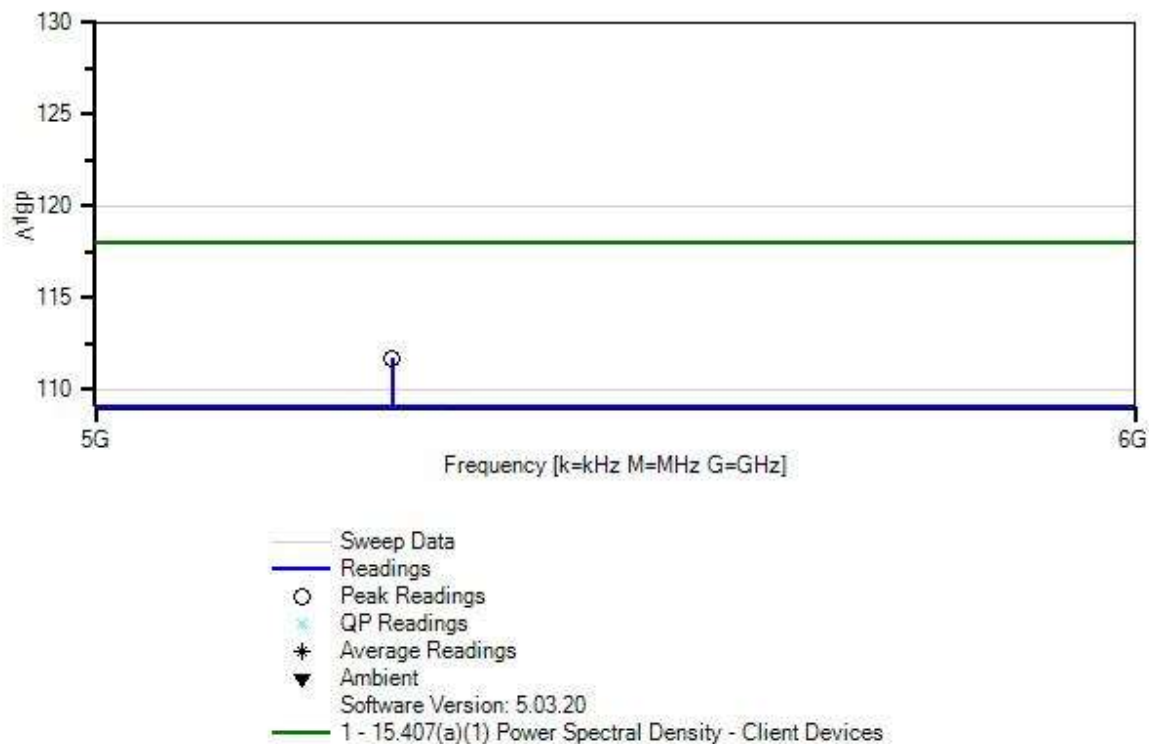 130
125
120
115
110
dBµV
5G
6G
Frequency [k=kHz M=MHz G=GHz]
Sweep Data
Readings
Peak Readings
QP Readings
Average Readings
Ambient
Software Version: 5.03.20
1 - 15.407(a)(1) Power Spectral Density - Client Devices